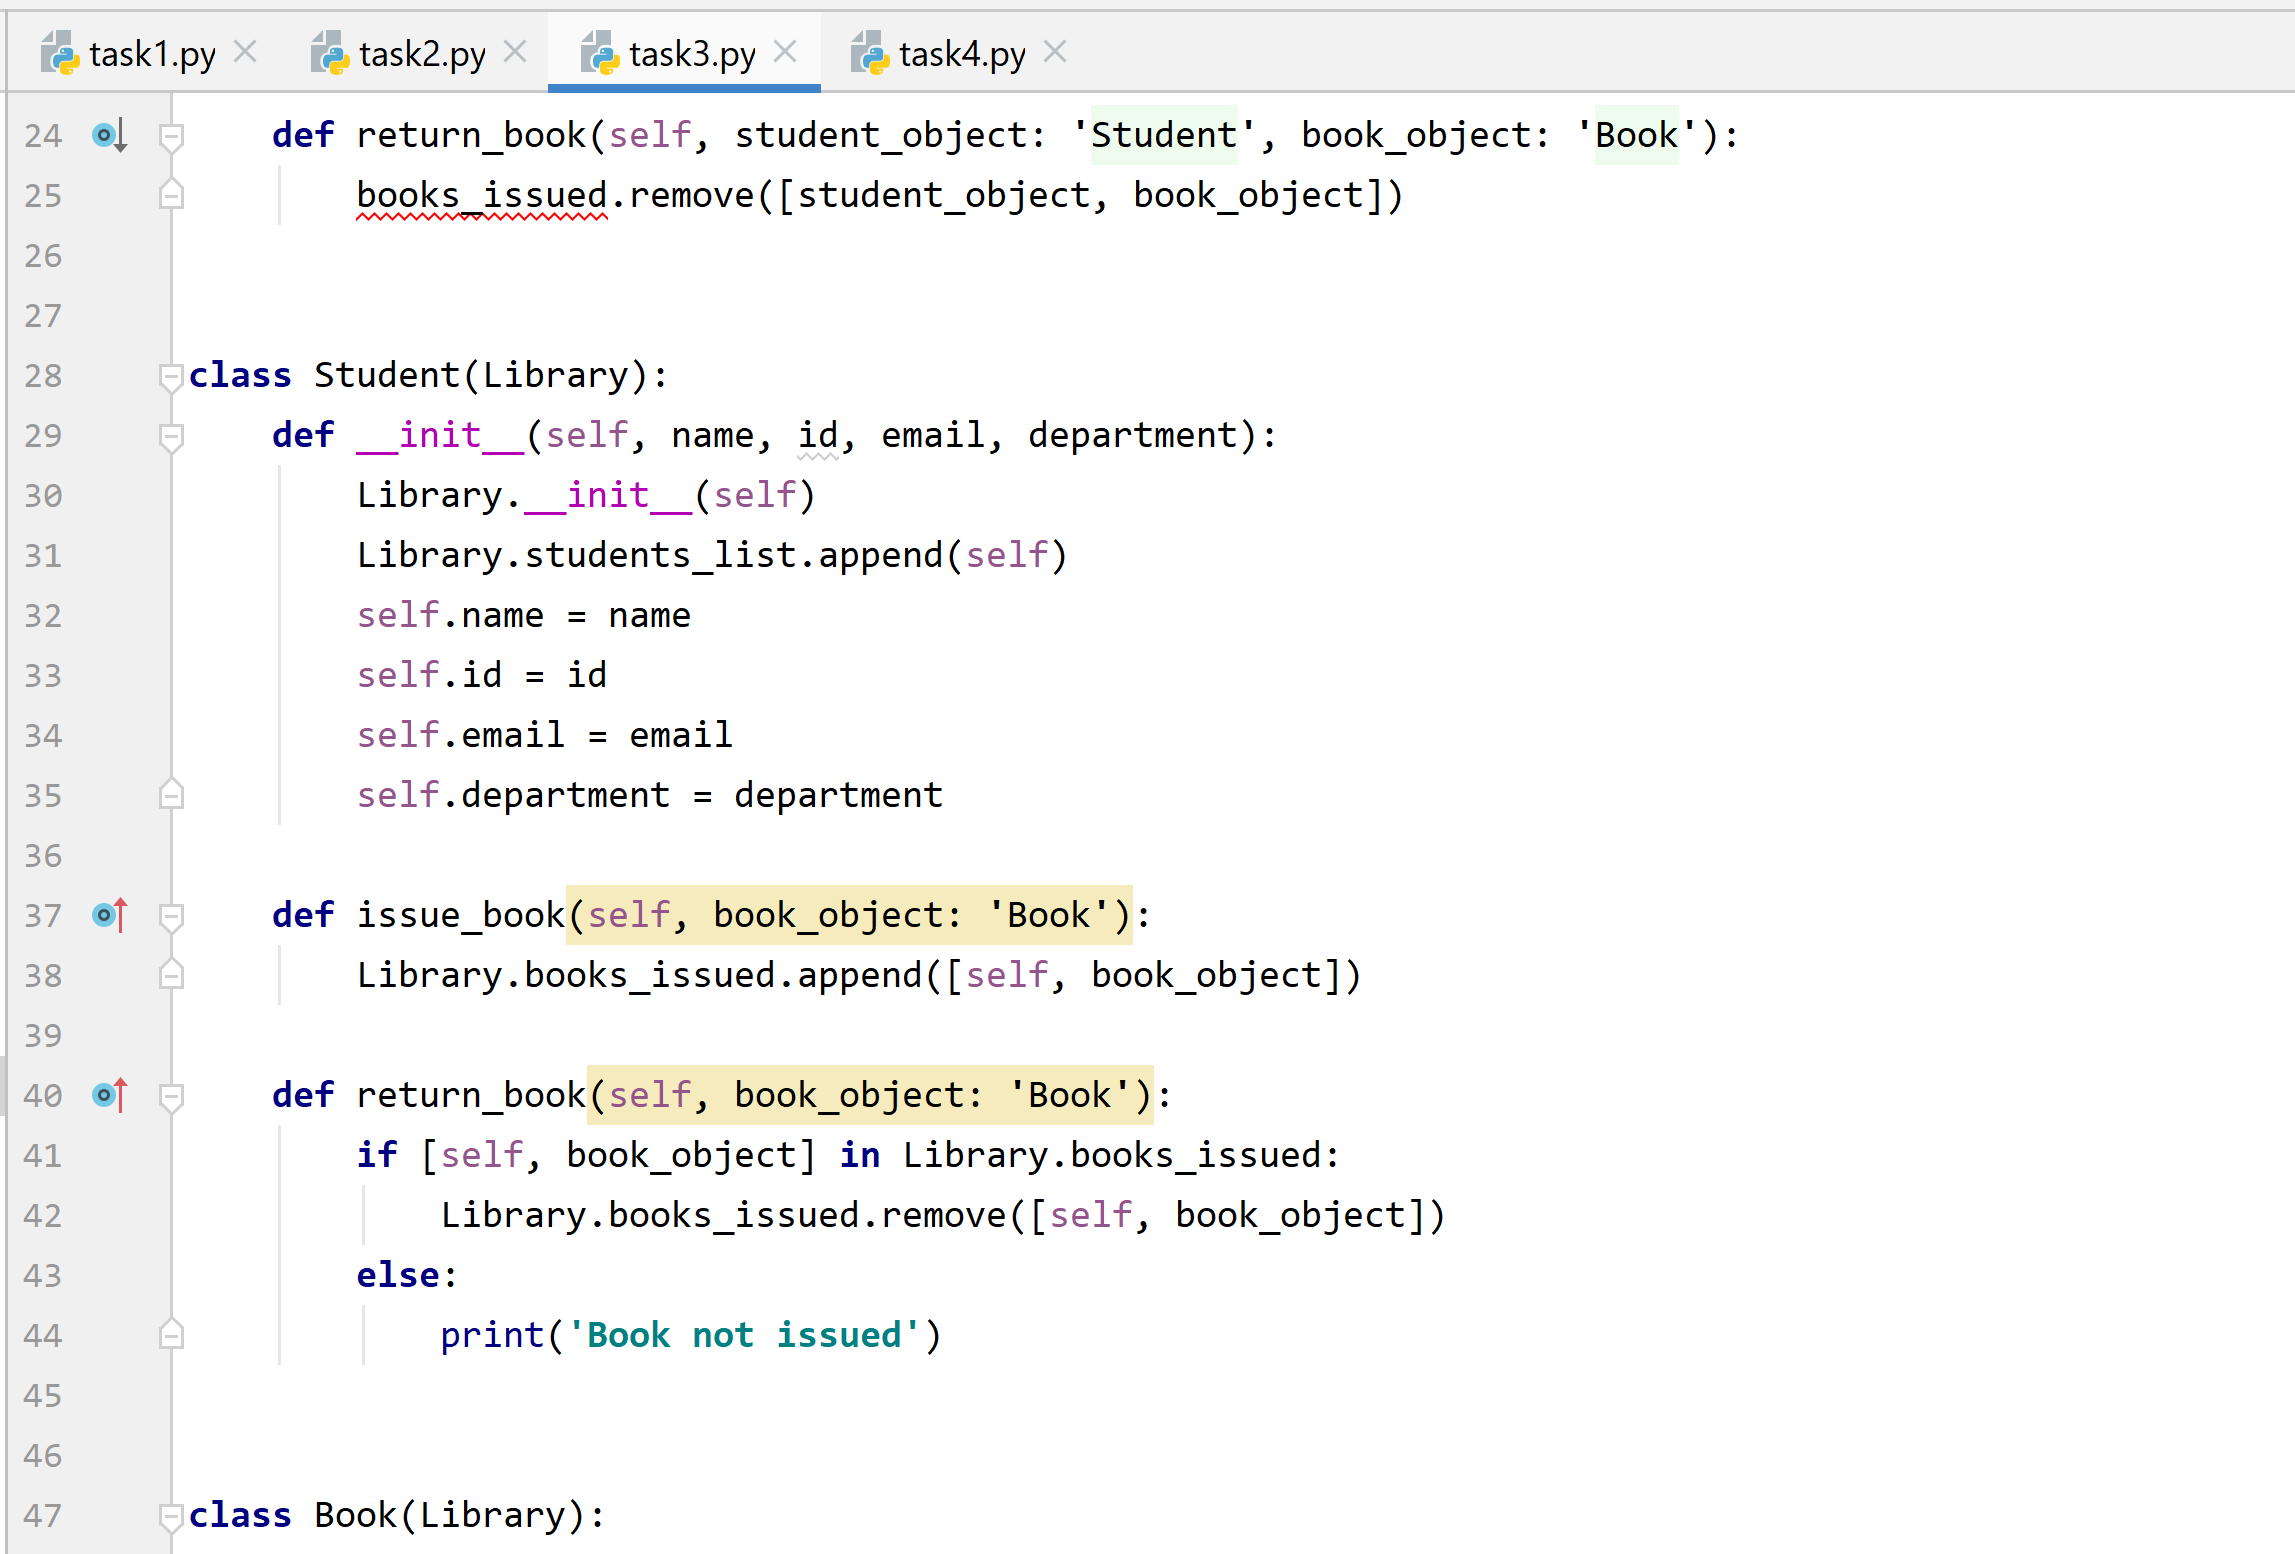 task1.py task2.py task3.py task4.py
24 def return_book(self, student_object: 'Student', book_object: 'Book'):
25 books_issued.remove([student_object, book_object])
26
27
28 class Student(Library):
29 def __init__(self, name, id, email, department):
30 Library.__init__(self)
31 Library.students_list.append(self)
32 self.name = name
33 self.id = id
34 self.email = email
35 self.department = department
36
37 def issue_book(self, book_object: 'Book'):
38 Library.books_issued.append([self, book_object])
39
40 def return_book(self, book_object: 'Book'):
41 if [self, book_object] in Library.books_issued:
42 Library.books_issued.remove([self, book_object])
43 else:
44 print('Book not issued')
45
46
47 class Book(Library):